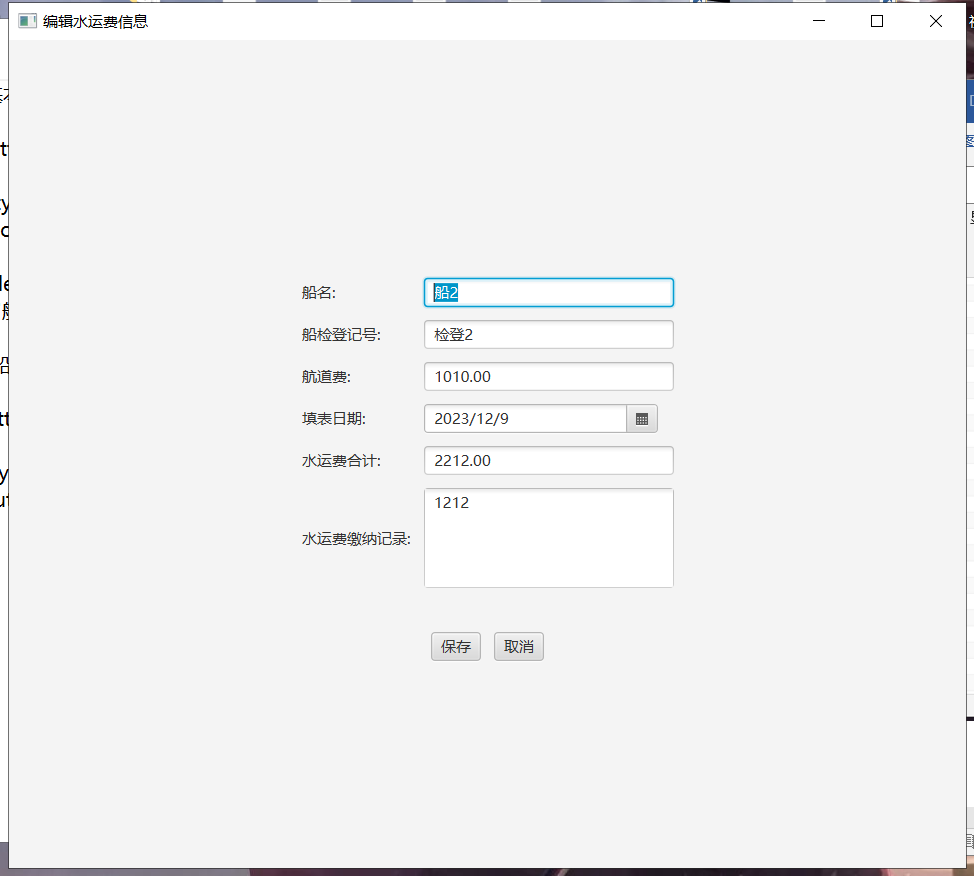 编辑水运费信息
船名: 船2
船检登记号: 检登2
航道费: 1010.00
填表日期: 2023/12/9
水运费合计: 2212.00
水运费缴纳记录: 1212
保存 取消